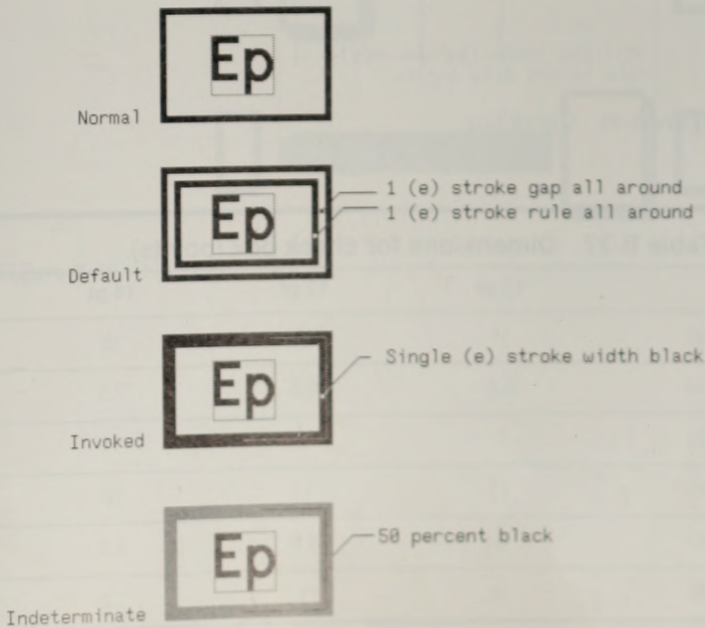 Ep
Normal
Ep
1 (e) stroke gap all around
1 (e) stroke rule all around
Default
Ep
Single (e) stroke width black
Invoked
Ep
50 percent black
Indeterminate